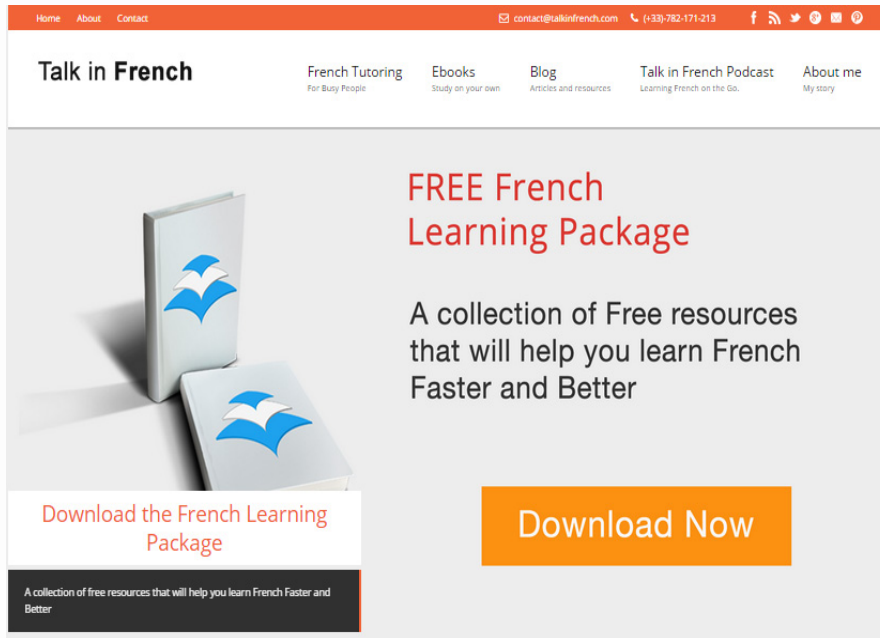 Home About Contact contact@talkinfrench.com (+33)-782-171-213
Talk in French
French Tutoring Ebooks Blog Talk in French Podcast About me
For Busy People Study on your own Articles and resources Learning French on the Go. My story
FREE French
Learning Package
A collection of Free resources
that will help you learn French
Faster and Better
Download Now
Download the French Learning
Package
A collection of free resources that will help you learn French Faster and
Better